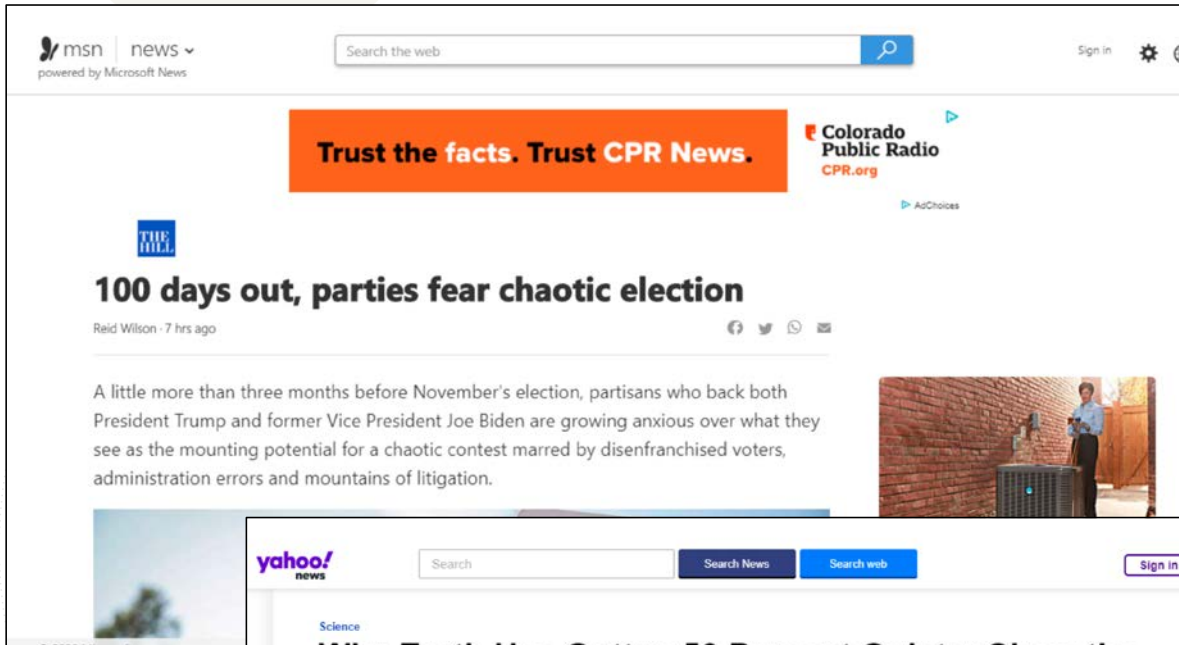 msn news
powered by Microsoft News
Search the web
Sign in
Trust the facts. Trust CPR News.
Colorado
Public Radio
CPR.org
AdChoices
THE
HILL
100 days out, parties fear chaotic election
Reid Wilson · 7 hrs ago
A little more than three months before November's election, partisans who back both
President Trump and former Vice President Joe Biden are growing anxious over what they
see as the mounting potential for a chaotic contest marred by disenfranchised voters,
administration errors and mountains of litigation.
yahoo!
news
Search
Search News
Search web
Sign in
Science